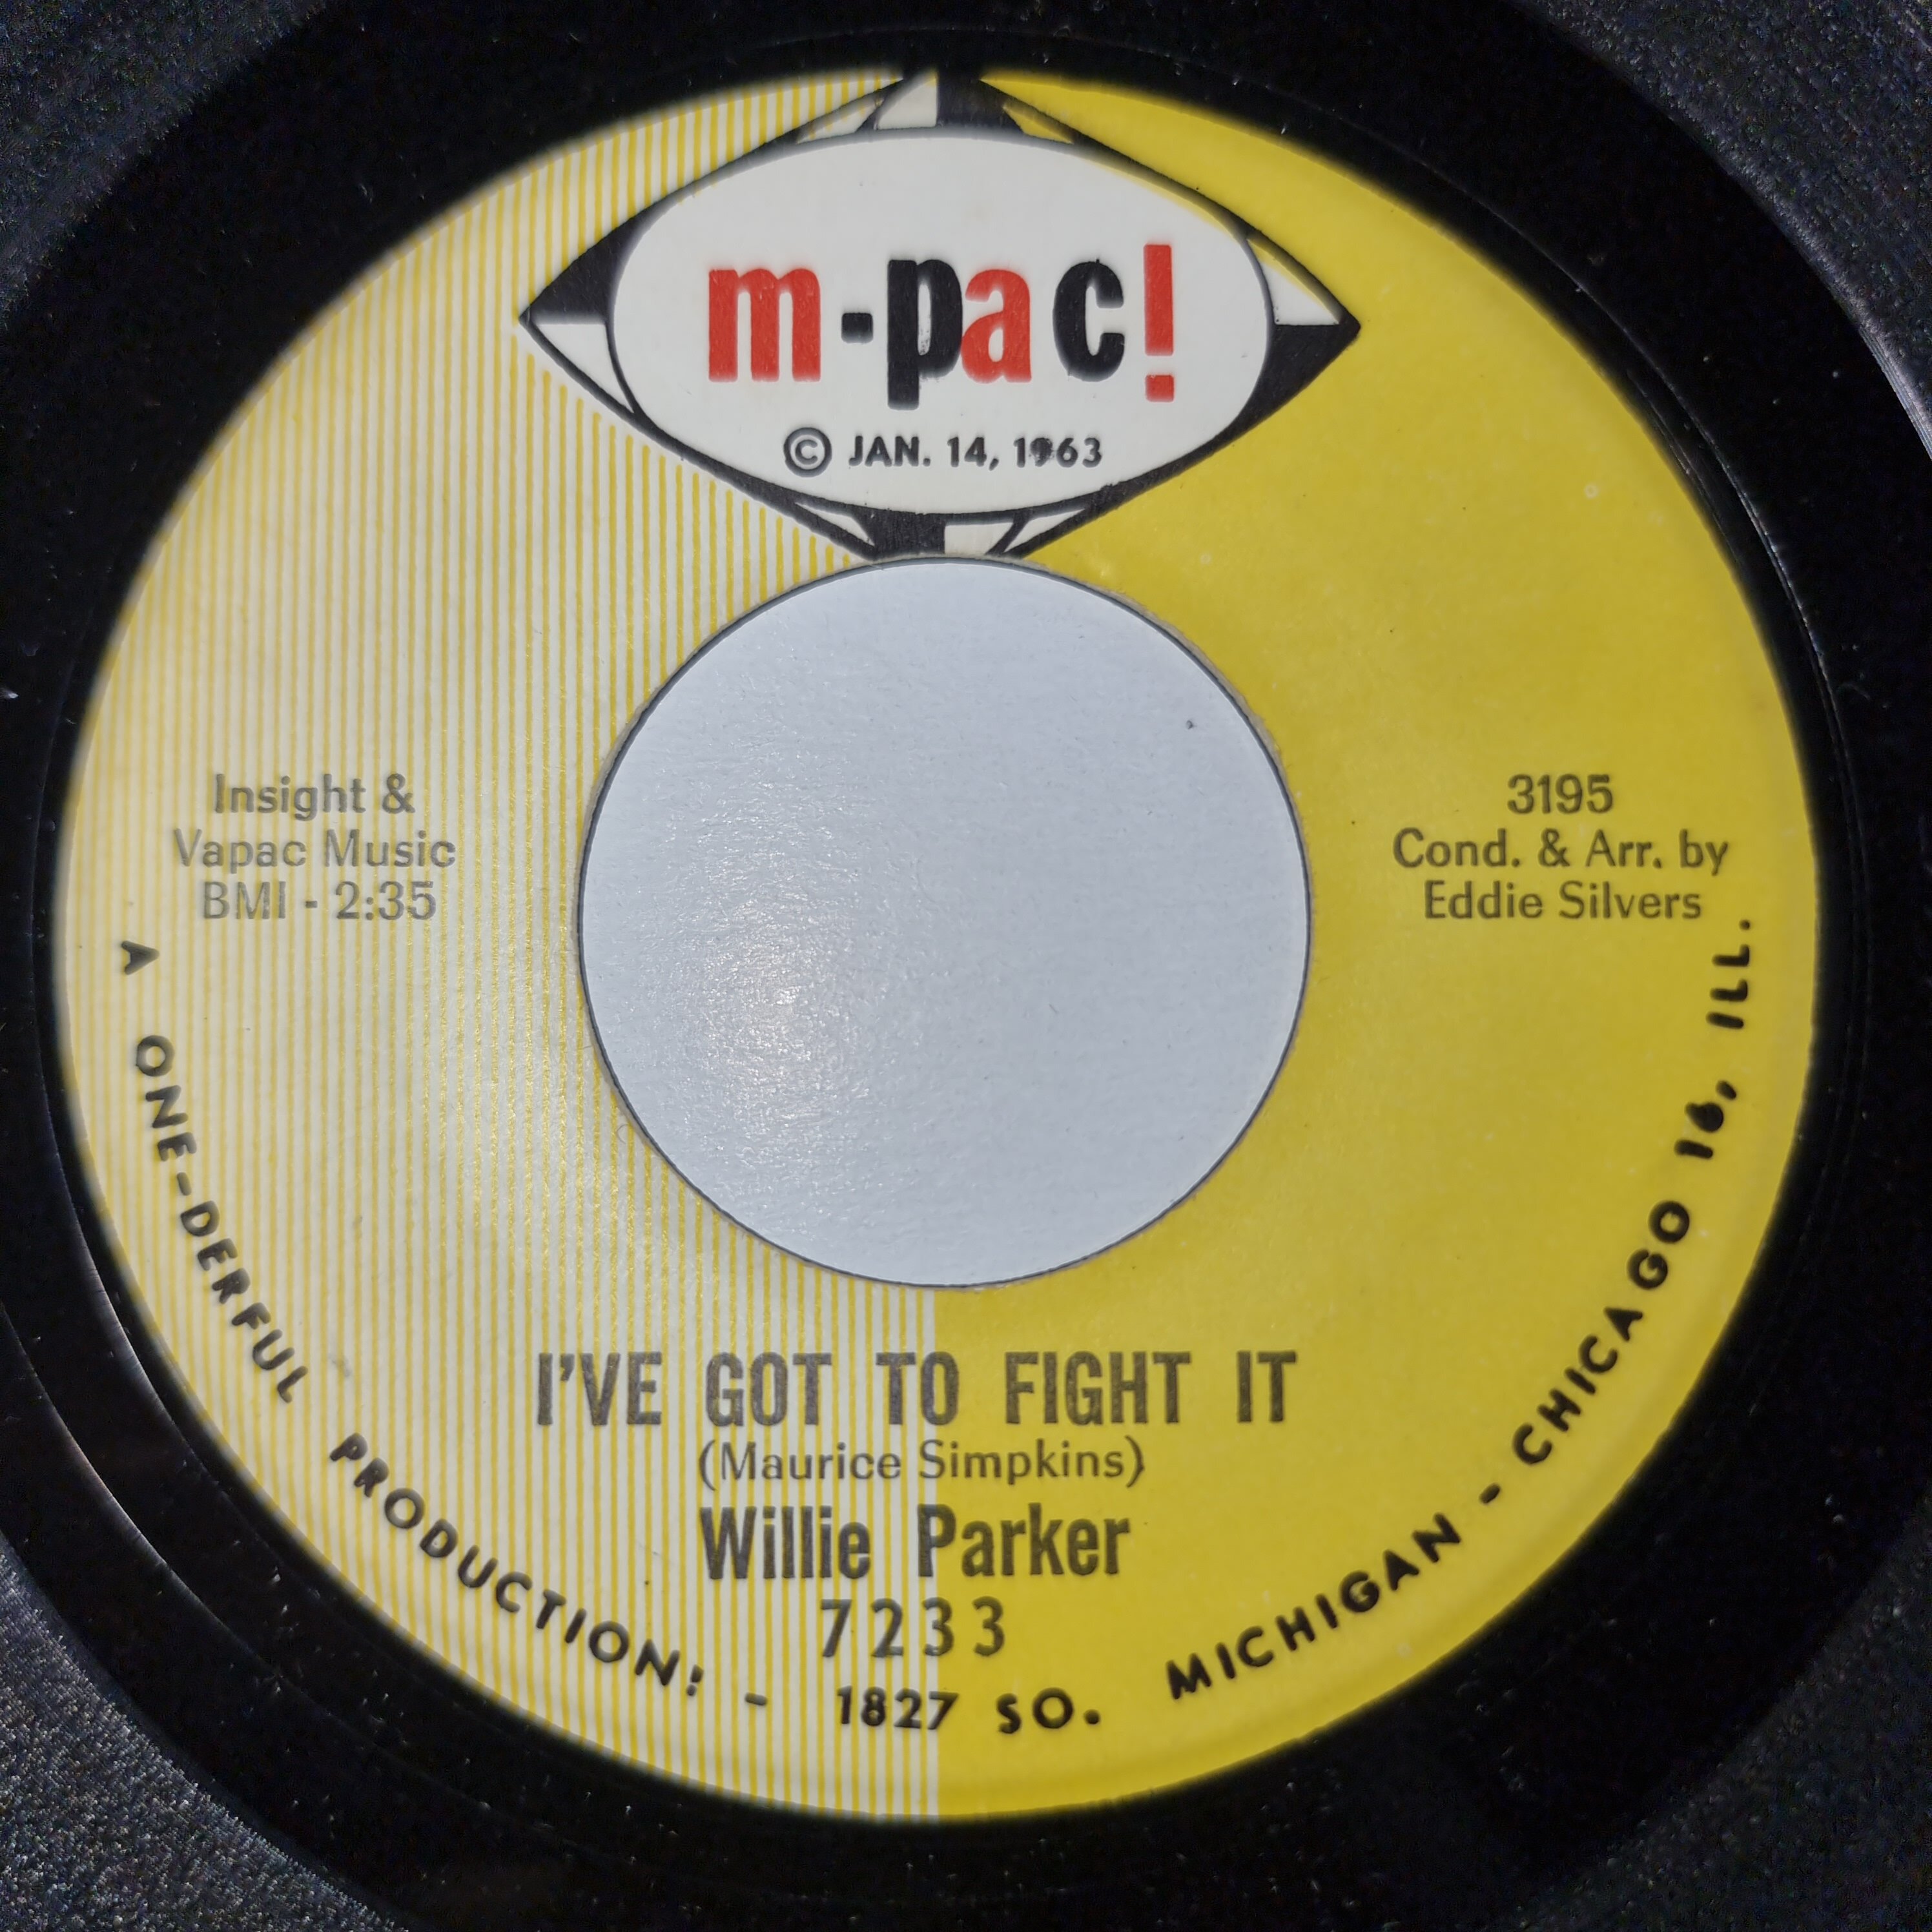 m-pac!
© JAN. 14, 1963
Insight &
Vapac Music
BMI - 2:35
3195
Cond. & Arr. by
Eddie Silvers
I'VE GOT TO FIGHT IT
(Maurice Simpkins)
Willie Parker
7233
A ONE-DERFUL PRODUCTION! - 1827 SO. MICHIGAN - CHICAGO 16, ILL.